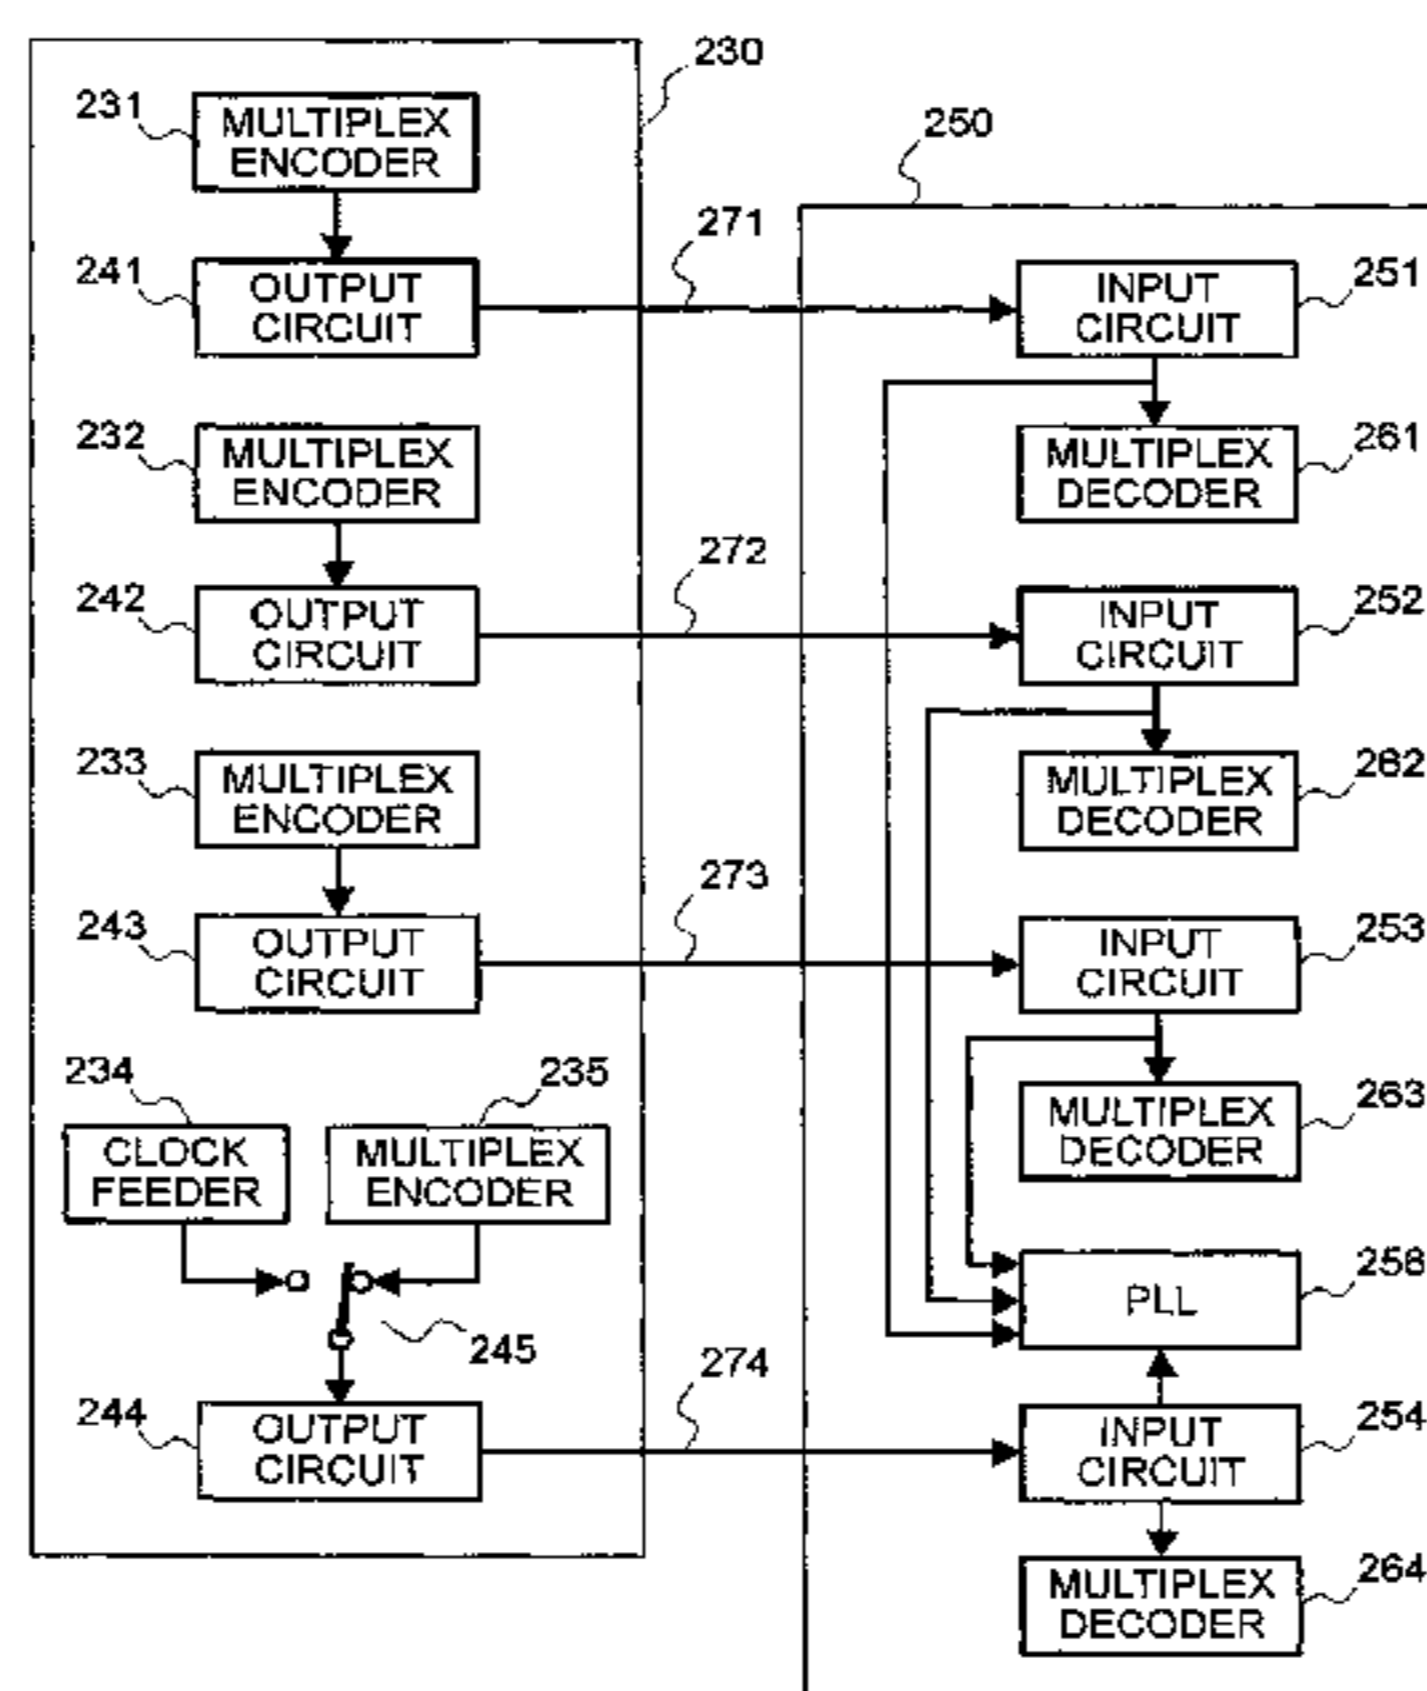 230
231
MULTIPLEX
ENCODER
241
OUTPUT
CIRCUIT
232
MULTIPLEX
ENCODER
242
OUTPUT
CIRCUIT
233
MULTIPLEX
ENCODER
243
OUTPUT
CIRCUIT
234
CLOCK
FEEDER
235
MULTIPLEX
ENCODER
245
244
OUTPUT
CIRCUIT
271
272
273
274
250
INPUT
CIRCUIT
251
MULTIPLEX
DECODER
261
INPUT
CIRCUIT
252
MULTIPLEX
DECODER
262
INPUT
CIRCUIT
253
MULTIPLEX
DECODER
263
PLL
256
INPUT
CIRCUIT
254
MULTIPLEX
DECODER
264